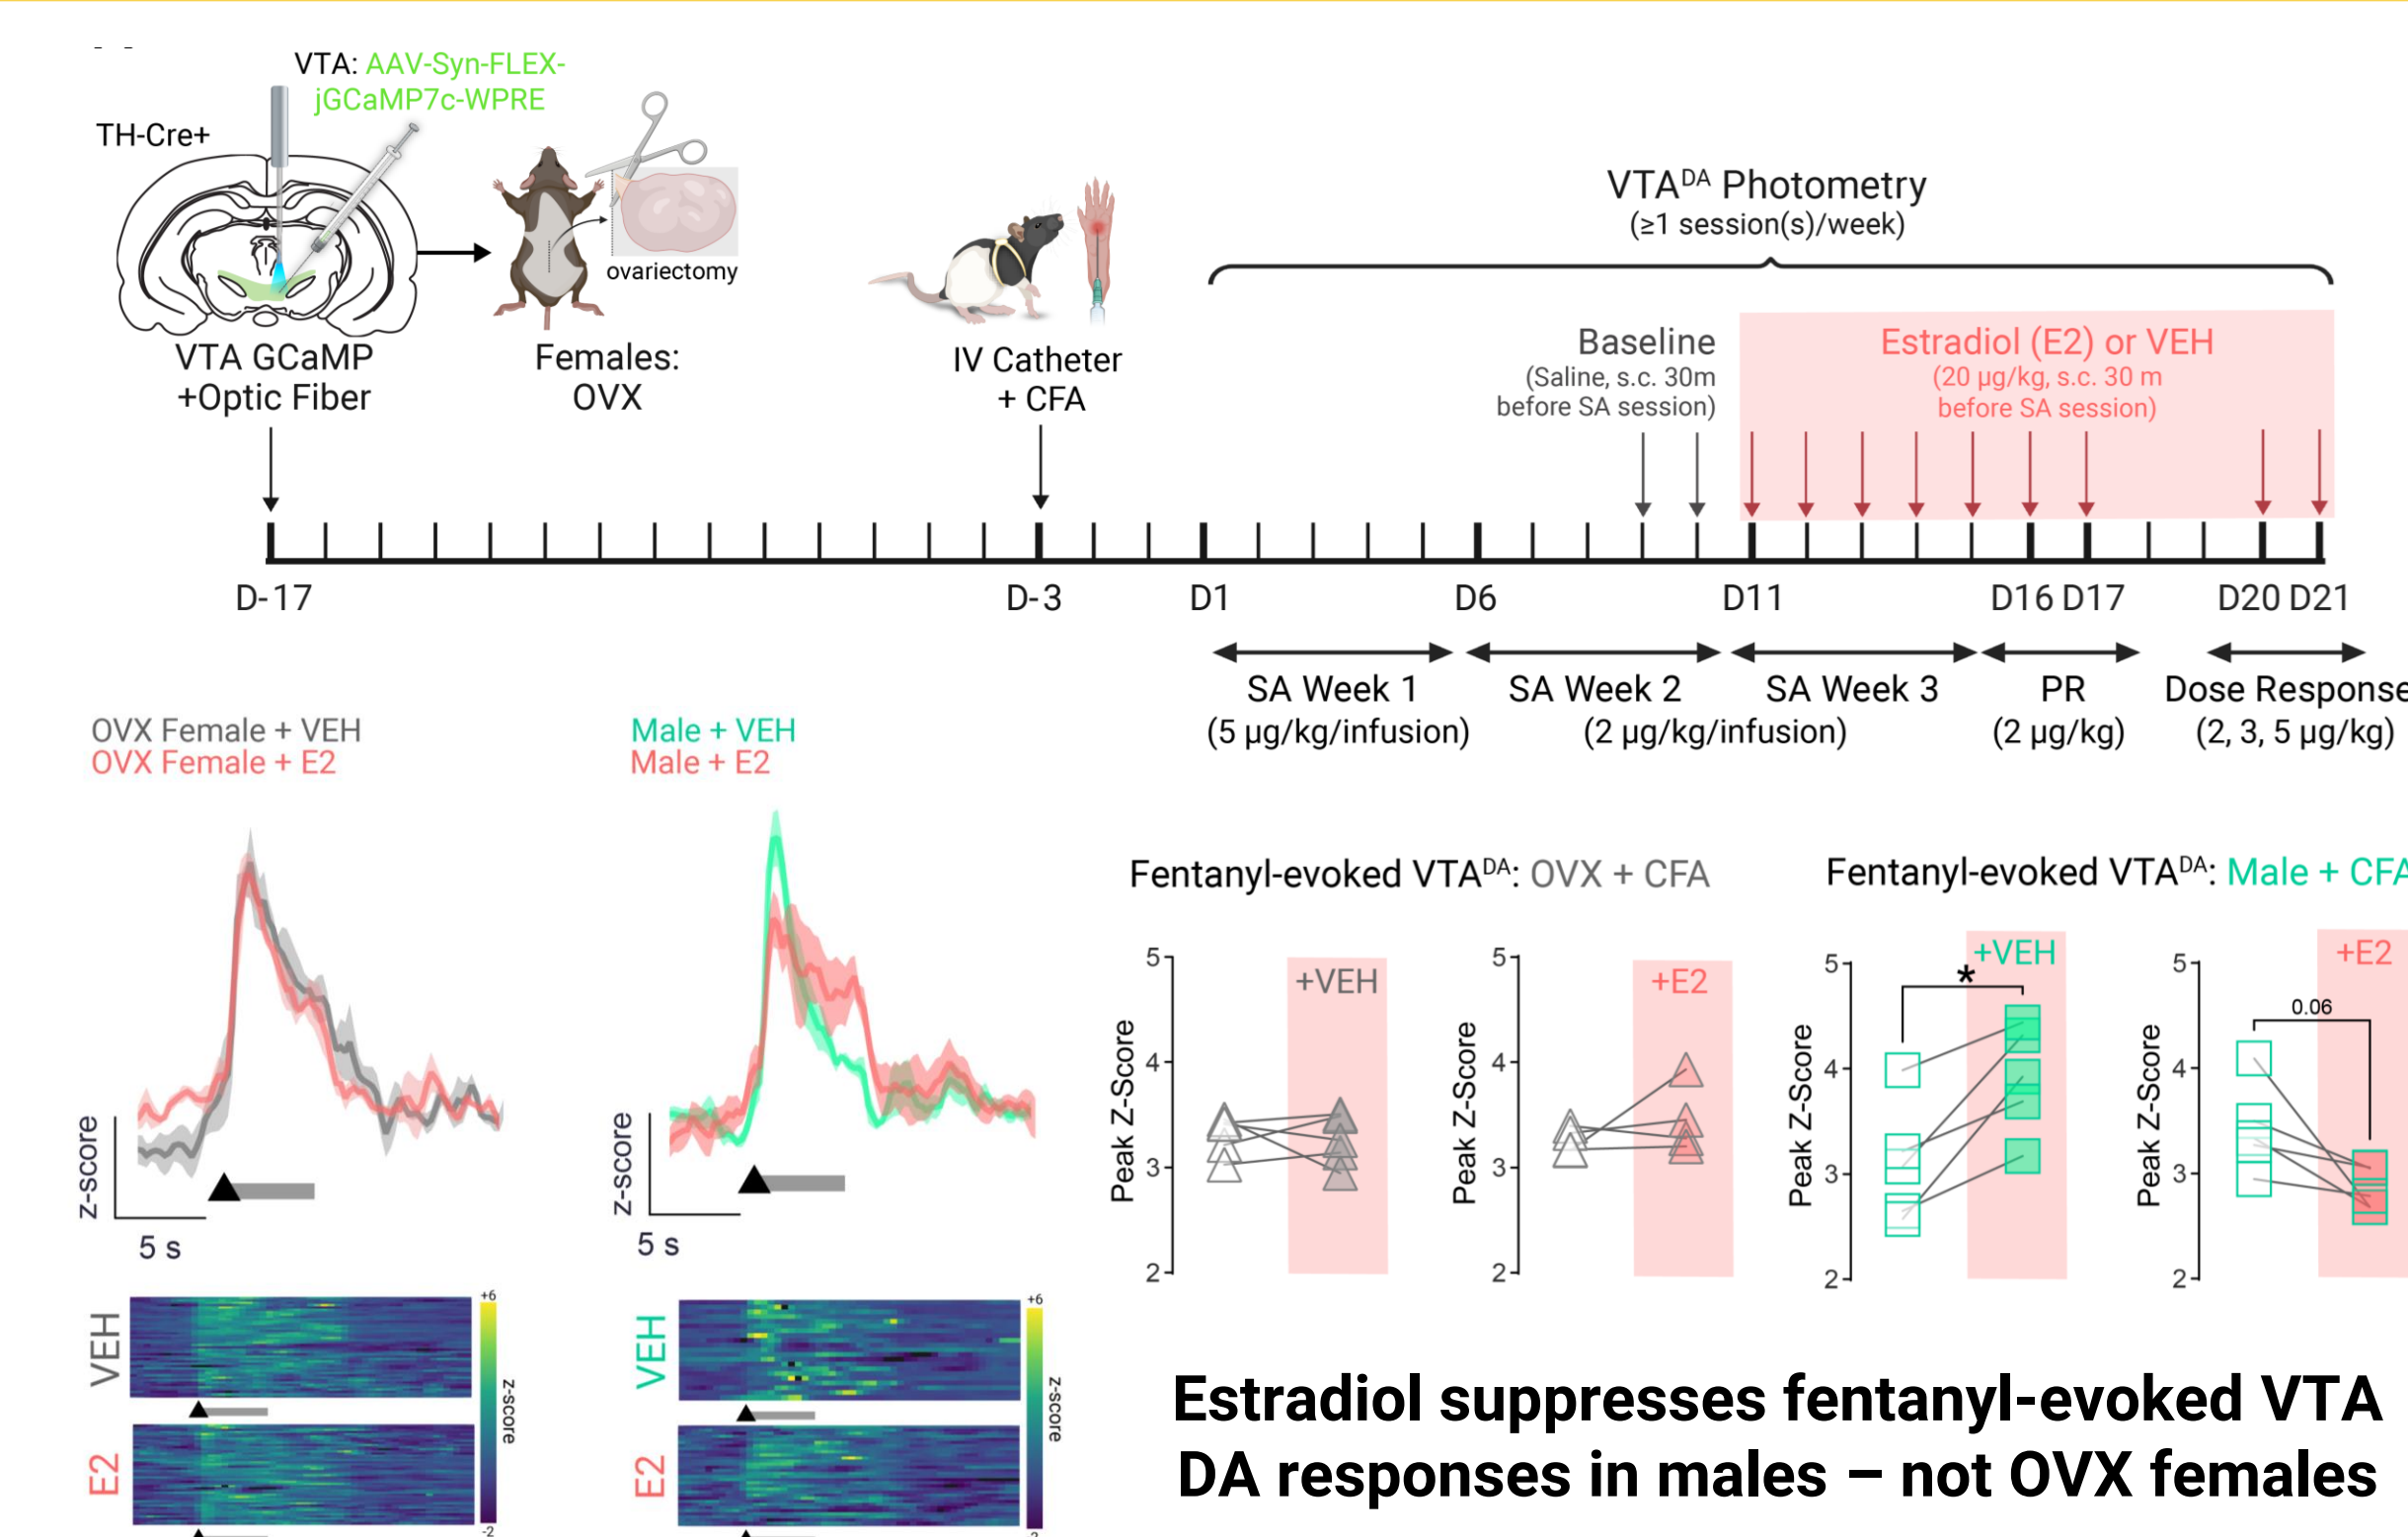 VTA: AAV-Syn-FLEX-
jGCaMP7c-WPRE
TH-Cre+
ovariectomy
VTA GCaMP
+Optic Fiber
Females:
OVX
IV Catheter
+ CFA
VTADA Photometry
(≥1 session(s)/week)
Baseline
(Saline, s.c. 30m
before SA session)
Estradiol (E2) or VEH
(20 µg/kg, s.c. 30 m
before SA session)
D-17
D-3
D1
D6
D11
D16 D17
D20 D21
SA Week 1
(5 µg/kg/infusion)
SA Week 2
SA Week 3
(2 µg/kg/infusion)
PR
(2 µg/kg)
Dose Response
(2, 3, 5 µg/kg)
OVX Female + VEH
OVX Female + E2
z-score
5 s
Male + VEH
Male + E2
z-score
5 s
VEH
+6
z-score
E2
-2
VEH
+6
z-score
E2
Fentanyl-evoked VTADA: OVX + CFA
Peak Z-Score
5
4
3
2
+VEH
Peak Z-Score
5
4
3
2
+E2
Fentanyl-evoked VTADA: Male + CFA
Peak Z-Score
5
4
3
2
+VEH
*
Peak Z-Score
5
4
3
2
+E2
0.06
Estradiol suppresses fentanyl-evoked VTA
DA responses in males – not OVX females